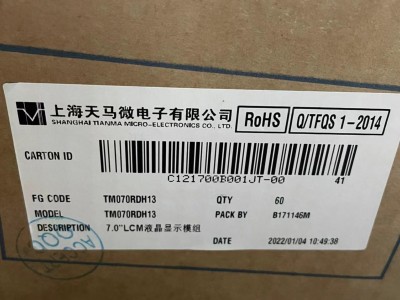 上海天马微电子有限公司
SHANGHAI TIANMA MICRO-ELECTRONICS CO., LTD.
RoHS
Q/TFQS 1-2014
CARTON ID
C121700B001JT-00
41
FG CODE TM070RDH13 QTY 60
MODEL TM070RDH13 PACK BY B171146M
DESCRIPTION 7.0"LCM液晶显示模组
DATE 2022/01/04 10:49:38
ACCEPT